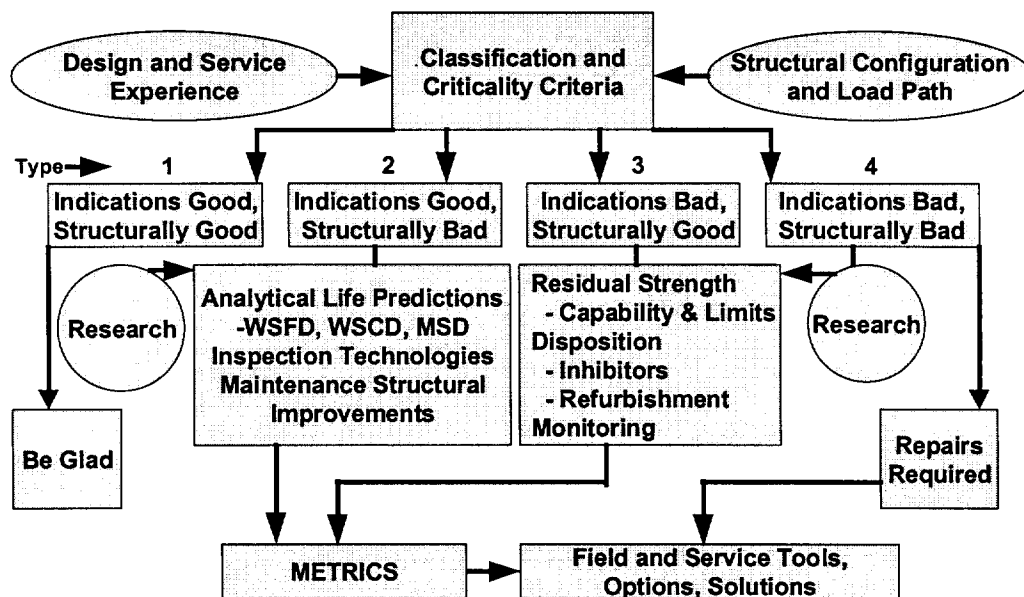 Design and Service
Experience
Classification and
Criticality Criteria
Structural Configuration
and Load Path
Type
1
2
3
4
Indications Good,
Structurally Good
Indications Good,
Structurally Bad
Indications Bad,
Structurally Good
Indications Bad,
Structurally Bad
Research
Analytical Life Predictions
-WSFD, WSCD, MSD
Inspection Technologies
Maintenance Structural
Improvements
Residual Strength
- Capability & Limits
Disposition
- Inhibitors
- Refurbishment
Monitoring
Research
Be Glad
Repairs
Required
METRICS
Field and Service Tools,
Options, Solutions